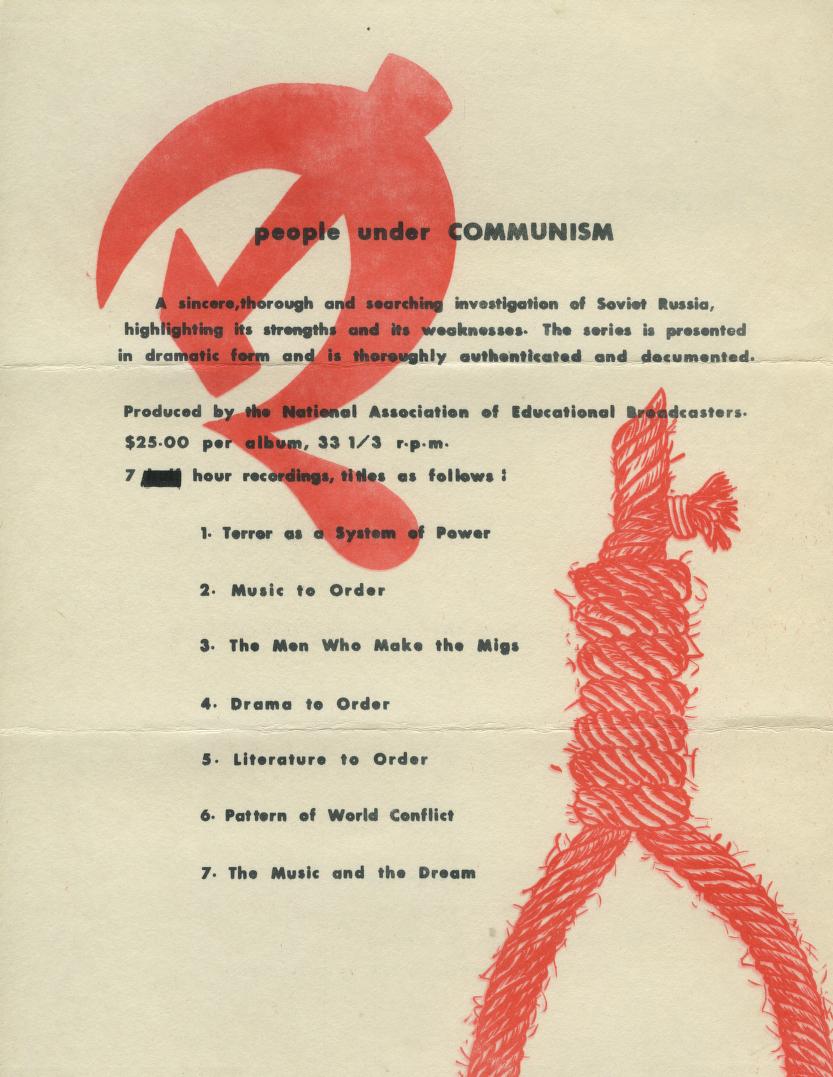 people under COMMUNISM
A sincere,thorough and searching investigation of Soviet Russia,
highlighting its strengths and its weaknesses. The series is presented
in dramatic form and is thoroughly authenticated and documented.
Produced by the National Association of Educational Broadcasters.
$25.00 per album, 33 1/3 r.p.m.
7 hour recordings, titles as follows :
1. Terror as a System of Power
2. Music to Order
3. The Men Who Make the Migs
4. Drama to Order
5. Literature to Order
6. Pattern of World Conflict
7. The Music and the Dream